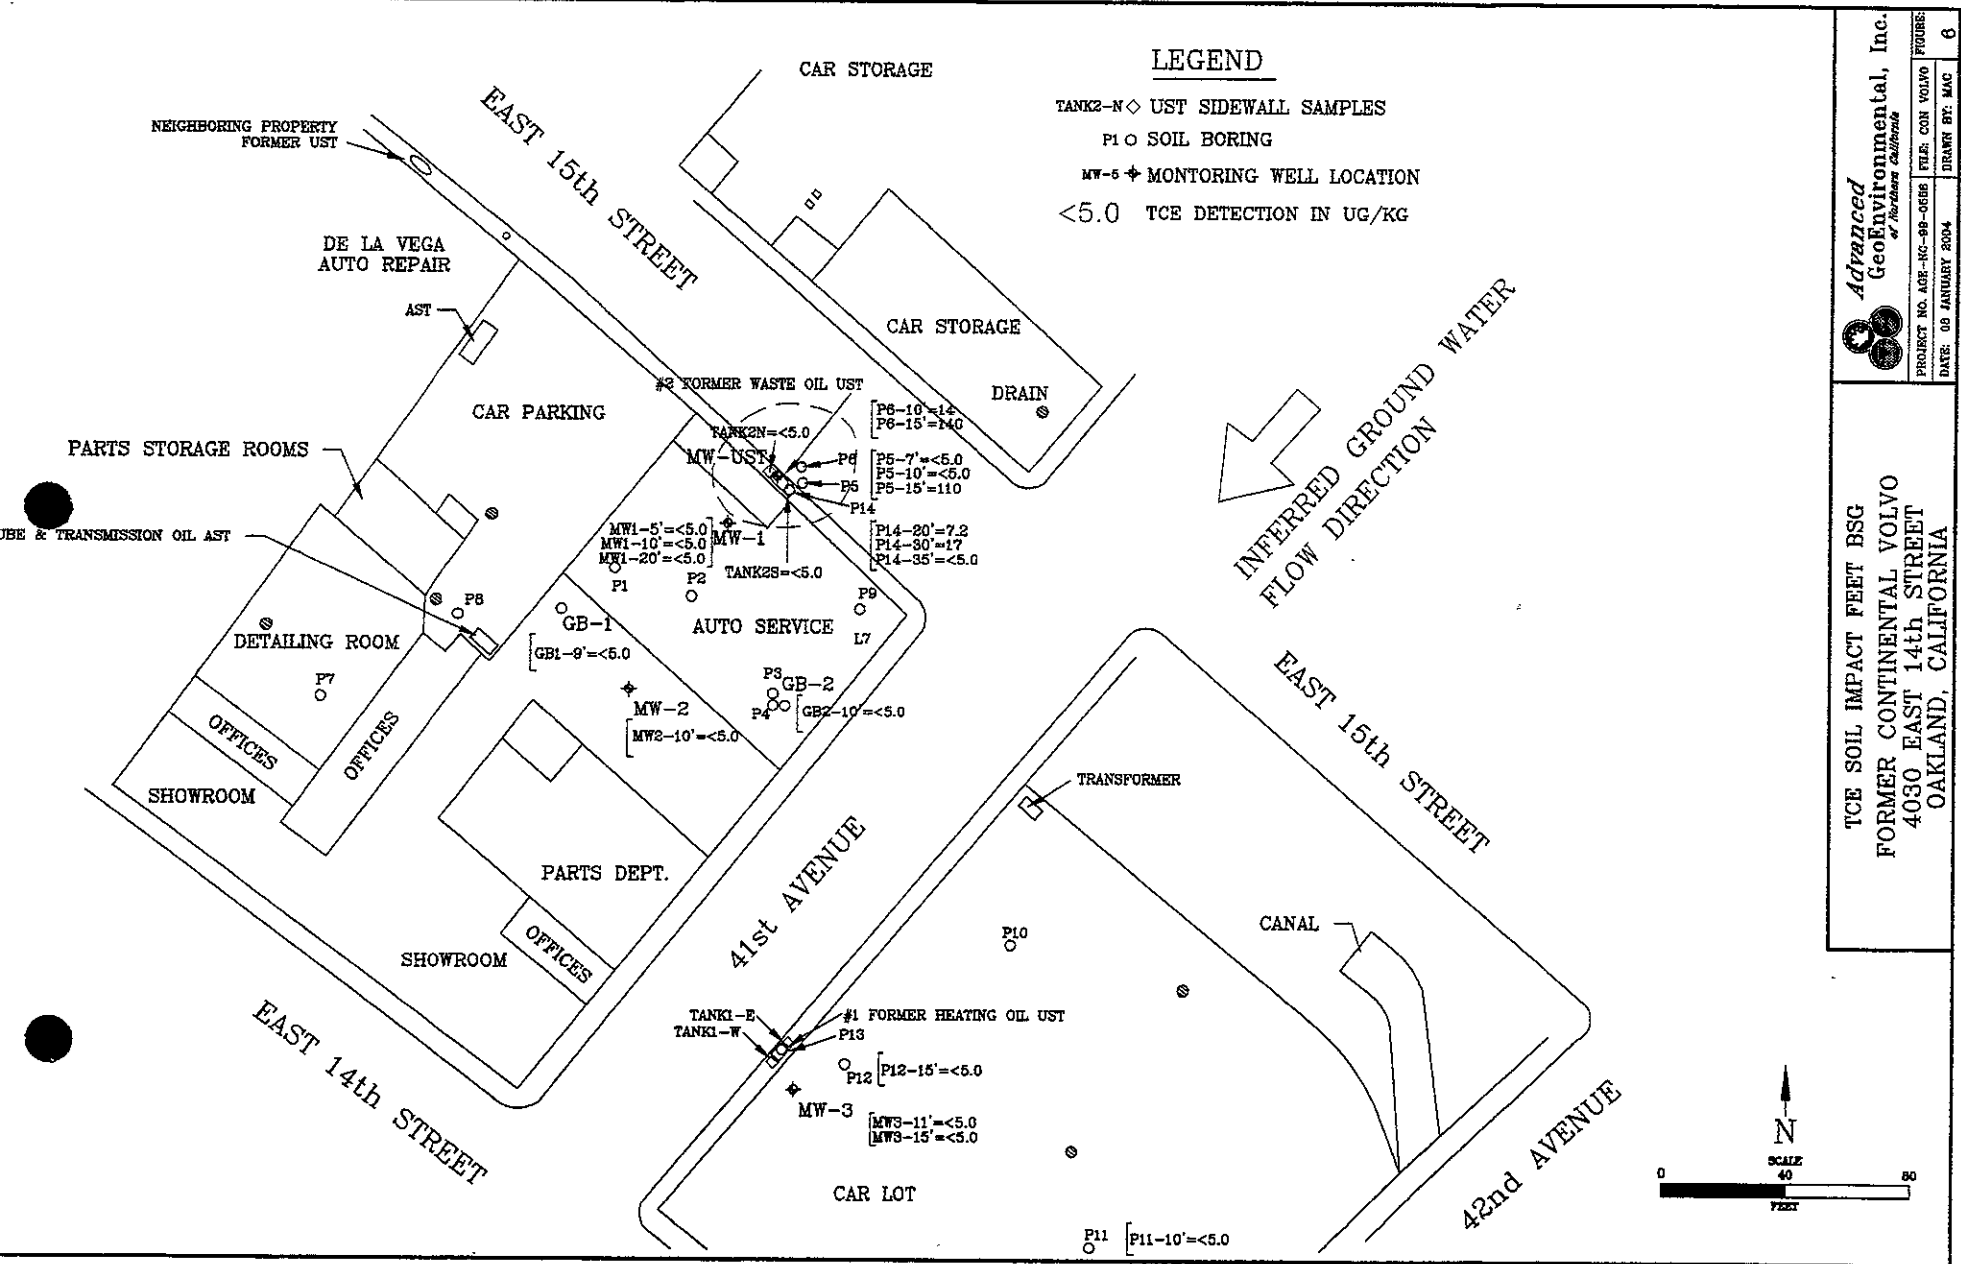 LEGEND
TANK2-N ◇ UST SIDEWALL SAMPLES
P1 ○ SOIL BORING
MW-5 MONTORING WELL LOCATION
<5.0 TCE DETECTION IN UG/KG
CAR STORAGE
EAST 15th STREET
NEIGHBORING PROPERTY
FORMER UST
DE LA VEGA
AUTO REPAIR
AST
CAR STORAGE
DRAIN
CAR PARKING
PARTS STORAGE ROOMS
#2 FORMER WASTE OIL UST
TANK2N=<5.0
MW-UST
P6
P5
P14
P6-10'=14
P6-15'=140
P5-7'=<5.0
P5-10'=<5.0
P5-15'=110
P14-20'=7.2
P14-30'=17
P14-35'=<5.0
MW1-5'=<5.0
MW1-10'=<5.0
MW1-20'=<5.0
MW-1
TANK2S=<5.0
UBE & TRANSMISSION OIL AST
P1
P2
P9
L7
P8
GB-1
GB1-9'=<5.0
AUTO SERVICE
DETAILING ROOM
P7
MW-2
MW2-10'=<5.0
P3
GB-2
P4
GB2-10'=<5.0
OFFICES
OFFICES
SHOWROOM
PARTS DEPT.
SHOWROOM
OFFICES
41st AVENUE
EAST 14th STREET
INFERRED GROUND WATER
FLOW DIRECTION
EAST 15th STREET
TRANSFORMER
CANAL
P10
TANK1-E
TANK1-W
#1 FORMER HEATING OIL UST
P13
P12
P12-15'=<5.0
MW-3
MW3-11'=<5.0
MW3-15'=<5.0
CAR LOT
P11
P11-10'=<5.0
42nd AVENUE
N
SCALE
0 40 80
FEET
Advanced
GeoEnvironmental, Inc.
of Northern California
PROJECT NO. AGE-NC-99-0568 FILE: CON VOLVO FIGURE:
DATE: 08 JANUARY 2004 DRAWN BY: MAC 6
TCE SOIL IMPACT FEET BSG
FORMER CONTINENTAL VOLVO
4030 EAST 14th STREET
OAKLAND, CALIFORNIA